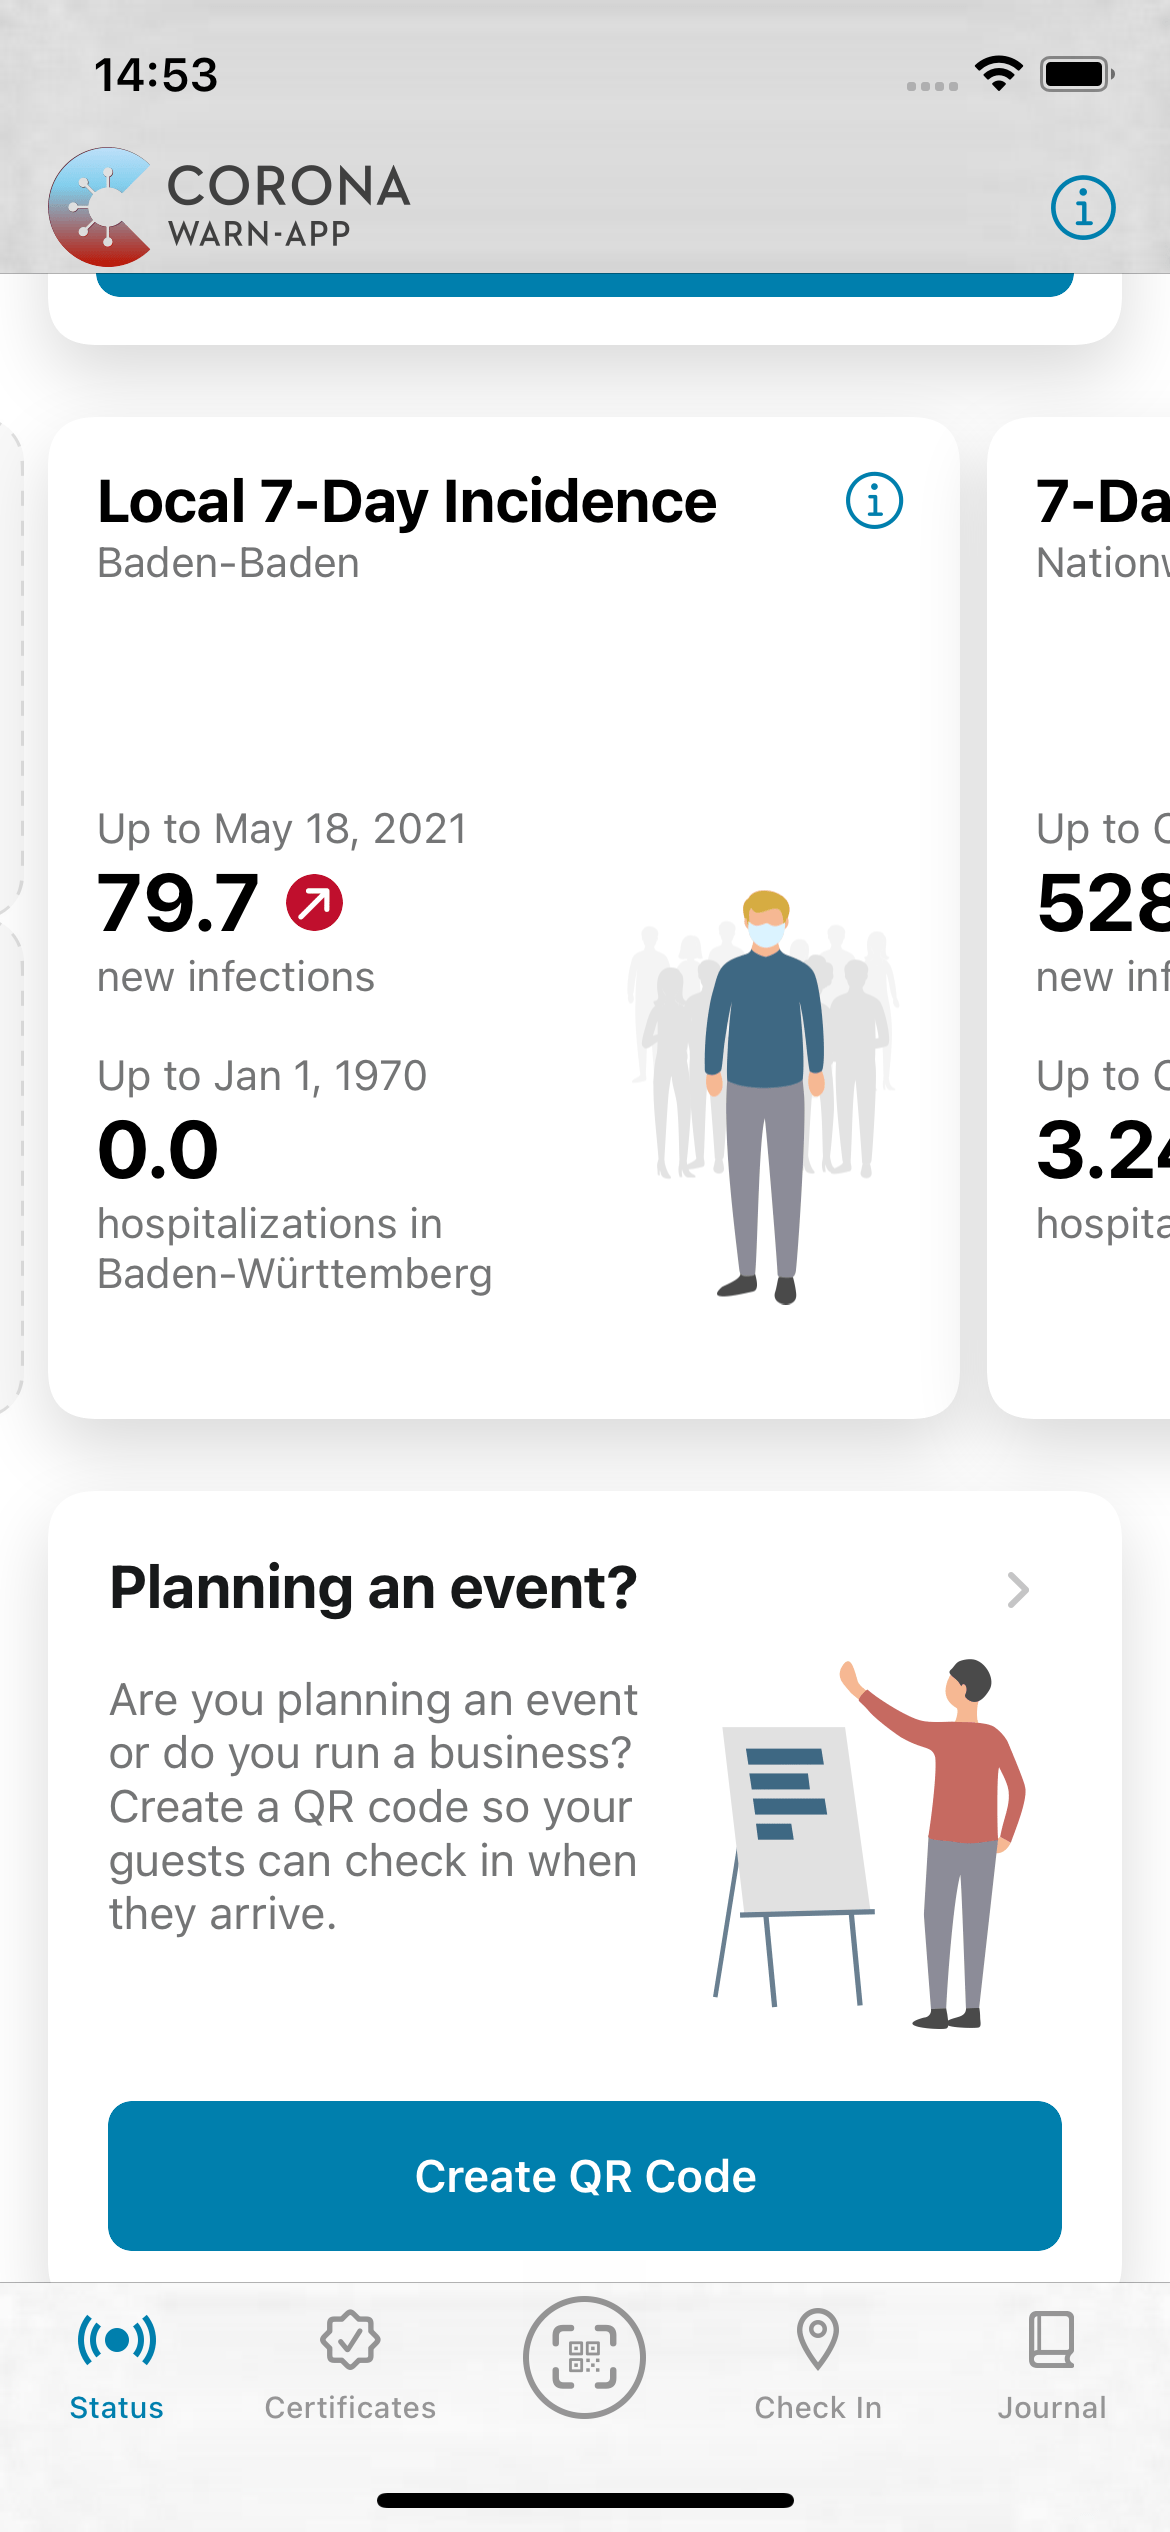 14:53
CORONA
WARN-APP
Local 7-Day Incidence
Baden-Baden
Up to May 18, 2021
79.7
new infections
Up to Jan 1, 1970
0.0
hospitalizations in
Baden-Württemberg
7-Da
Nation
Up to
528
new inf
Up to
3.24
hospita
Planning an event?
Are you planning an event
or do you run a business?
Create a QR code so your
guests can check in when
they arrive.
Create QR Code
Status
Certificates
Check In
Journal